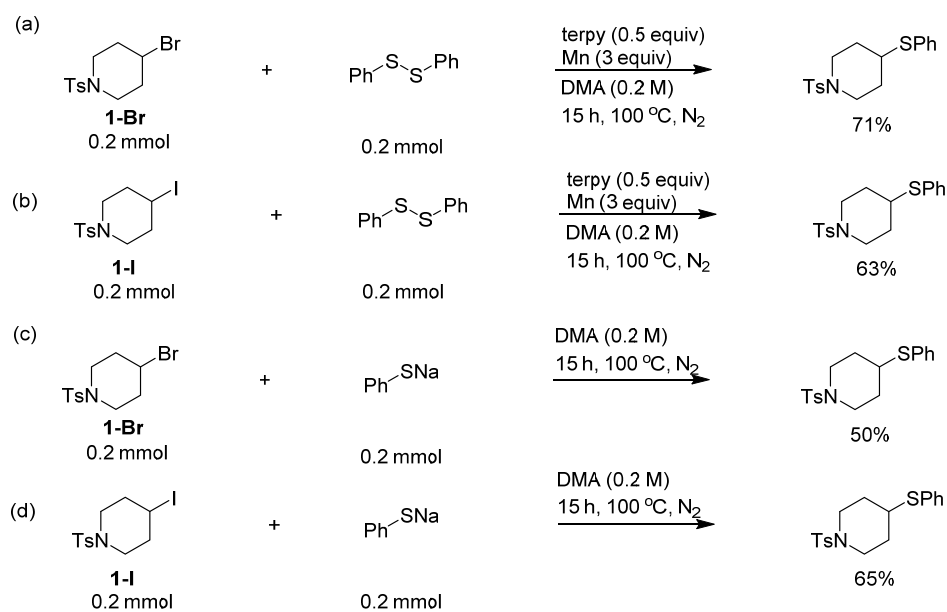 (a)
Br
TsN
1-Br
0.2 mmol
+
Ph S S Ph
0.2 mmol
terpy (0.5 equiv)
Mn (3 equiv)
DMA (0.2 M)
15 h, 100 °C, N2
SPh
TsN
71%
(b)
I
TsN
1-I
0.2 mmol
+
Ph S S Ph
0.2 mmol
terpy (0.5 equiv)
Mn (3 equiv)
DMA (0.2 M)
15 h, 100 °C, N2
SPh
TsN
63%
(c)
Br
TsN
1-Br
0.2 mmol
+
Ph SNa
0.2 mmol
DMA (0.2 M)
15 h, 100 °C, N2
SPh
TsN
50%
(d)
I
TsN
1-I
0.2 mmol
+
Ph SNa
0.2 mmol
DMA (0.2 M)
15 h, 100 °C, N2
SPh
TsN
65%